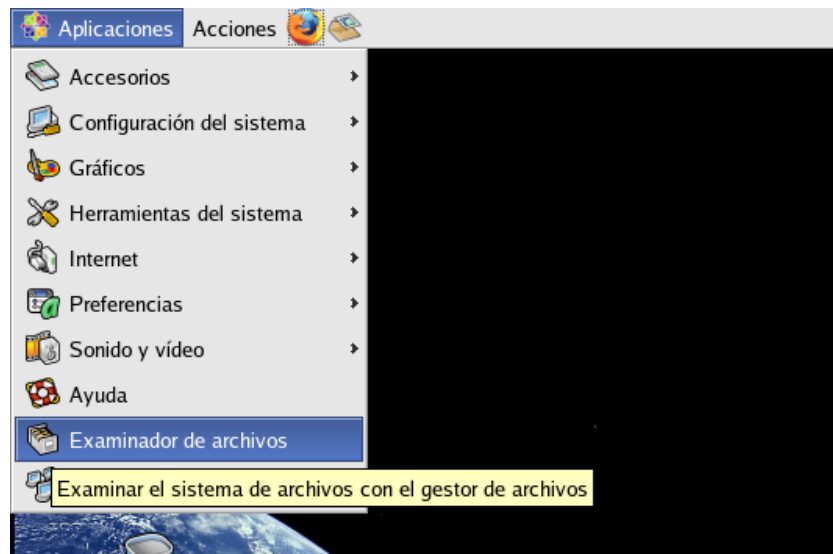 Aplicaciones Acciones
Accesorios
Configuración del sistema
Gráficos
Herramientas del sistema
Internet
Preferencias
Sonido y vídeo
Ayuda
Examinador de archivos
Examinar el sistema de archivos con el gestor de archivos